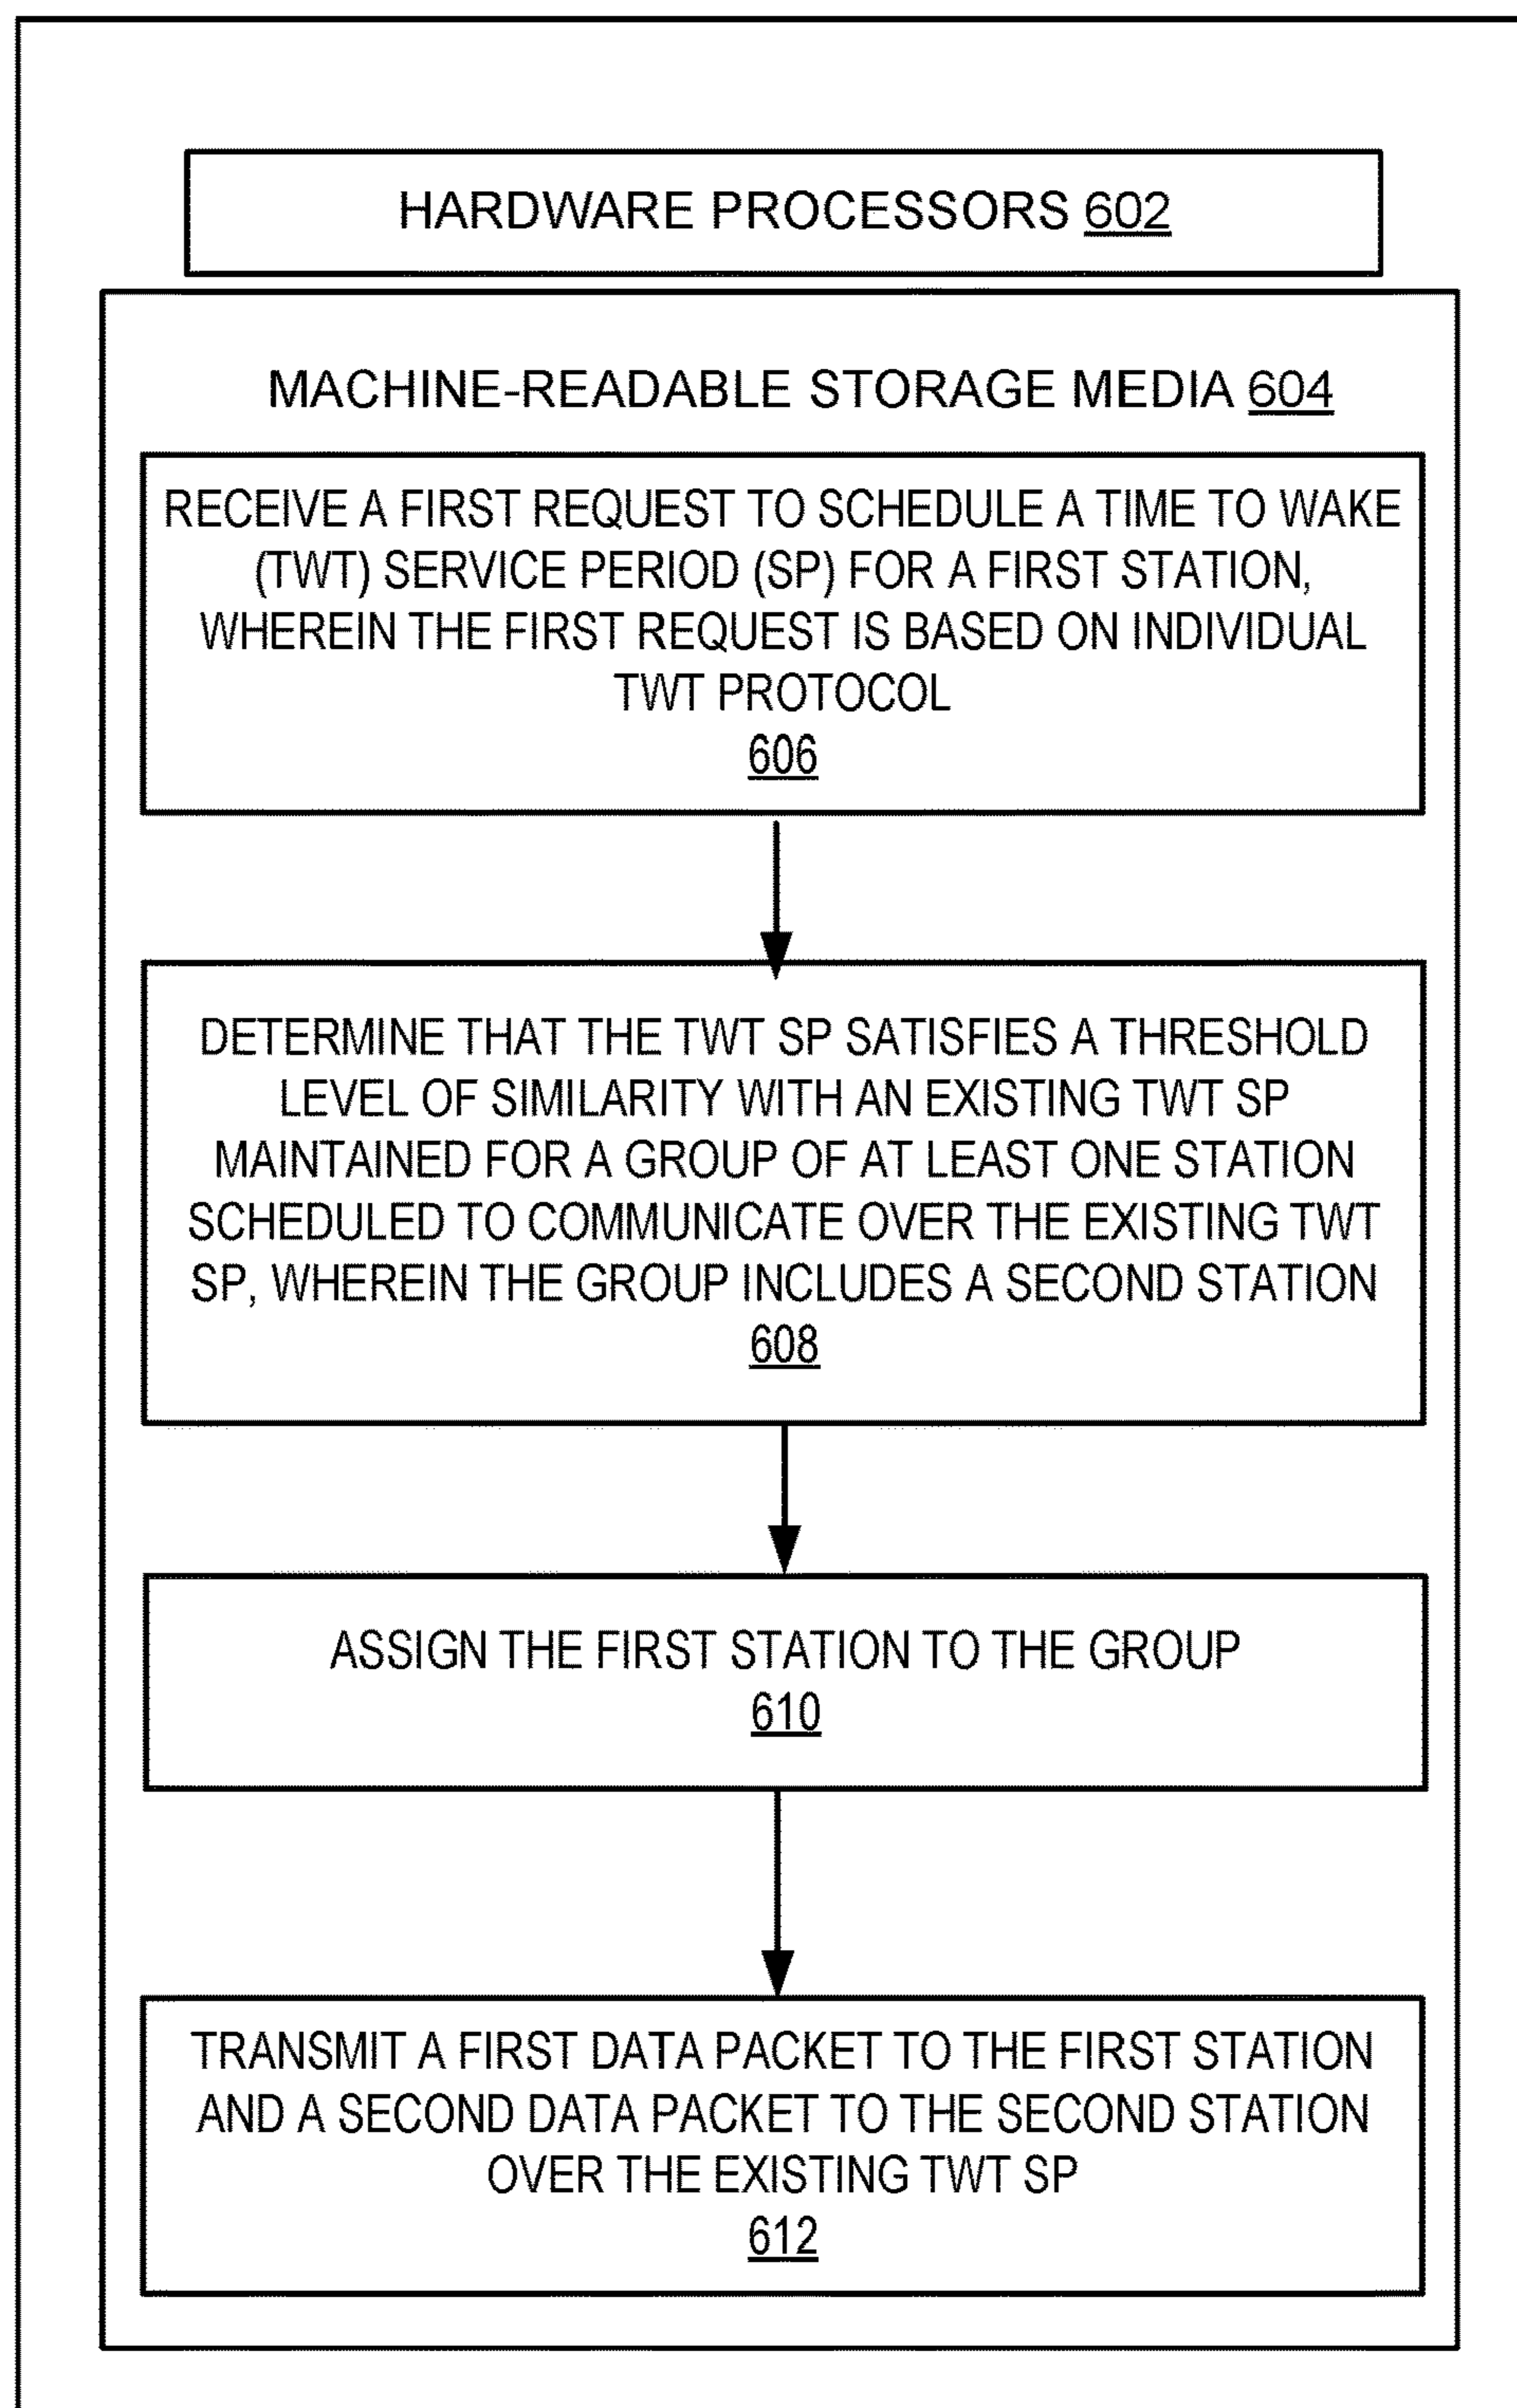 HARDWARE PROCESSORS 602
MACHINE-READABLE STORAGE MEDIA 604
RECEIVE A FIRST REQUEST TO SCHEDULE A TIME TO WAKE
(TWT) SERVICE PERIOD (SP) FOR A FIRST STATION,
WHEREIN THE FIRST REQUEST IS BASED ON INDIVIDUAL
TWT PROTOCOL
606
DETERMINE THAT THE TWT SP SATISFIES A THRESHOLD
LEVEL OF SIMILARITY WITH AN EXISTING TWT SP
MAINTAINED FOR A GROUP OF AT LEAST ONE STATION
SCHEDULED TO COMMUNICATE OVER THE EXISTING TWT
SP, WHEREIN THE GROUP INCLUDES A SECOND STATION
608
ASSIGN THE FIRST STATION TO THE GROUP
610
TRANSMIT A FIRST DATA PACKET TO THE FIRST STATION
AND A SECOND DATA PACKET TO THE SECOND STATION
OVER THE EXISTING TWT SP
612